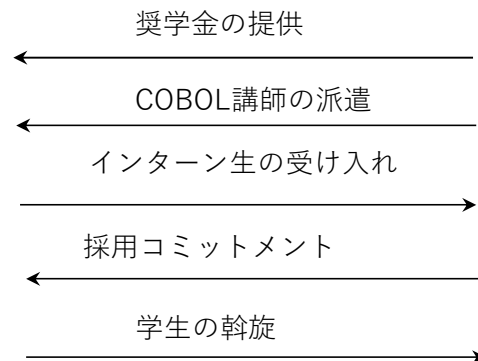 奨学金の提供
COBOL講師の派遣
インターン生の受け入れ
採用コミットメント
学生の斡旋